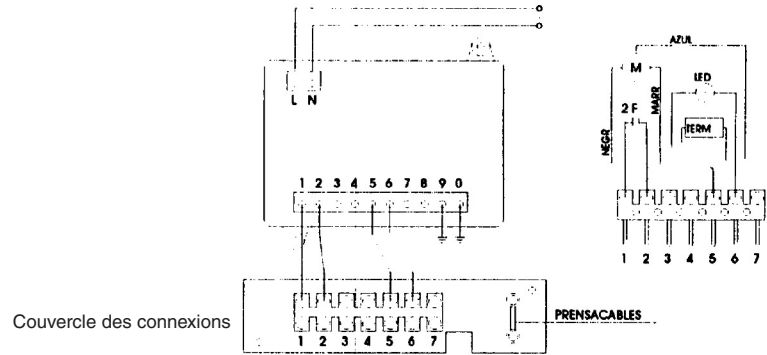 L N
1 2 3 4 5 6 7 8 9 0
Couvercle des connexions
1 2 3 4 5 6 7
PRENSACABLES
AZUL
M
LED
2 F
MARR
NEGR
TERM
1 2 3 4 5 6 7